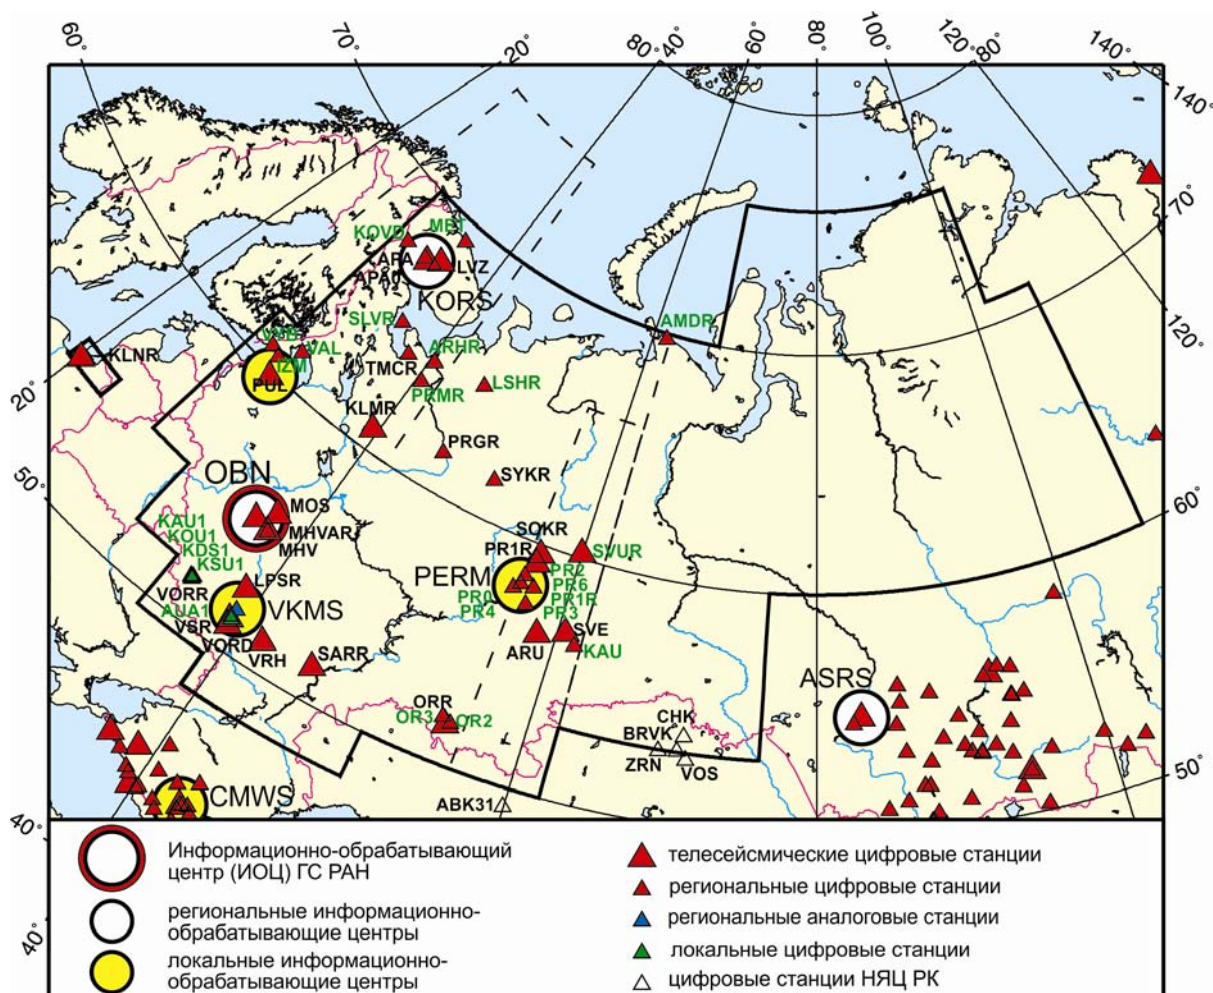 60°
70°
20°
80°
40°
60°
80°
100°
120°
80°
140°
140°
70°
120°
KOVD
MBT
APA
LVZ
APA0
KORS
SLVR
AMDR
VAL
KLNR
IZM
ARHR
TMCR
PUL
PRMR
LSHR
20°
KLMR
PRGR
SYKR
60°
50°
OBN
MOS
KAU1
KOU1
MHVAR
KDS1
MHV
KSU1
SOKR
PR1R
SVUR
PERM
PR2
LPSR
VORR
PR0
PR6
AUA1
VKMS
PR1R
PR4
PR3
VSR
VORD
SVE
VRH
SARR
ARU
KAU
ASRS
ORR
OR3
OR2
CHK
BRVK
ZRN
VOS
50°
CMWS
ABK31
40°
40°
Информационно-обрабатывающий
центр (ИОЦ) ГС РАН
региональные информационно-
обрабатывающие центры
локальные информационно-
обрабатывающие центры
телесейсмические цифровые станции
региональные цифровые станции
региональные аналоговые станции
локальные цифровые станции
цифровые станции НЯЦ РК